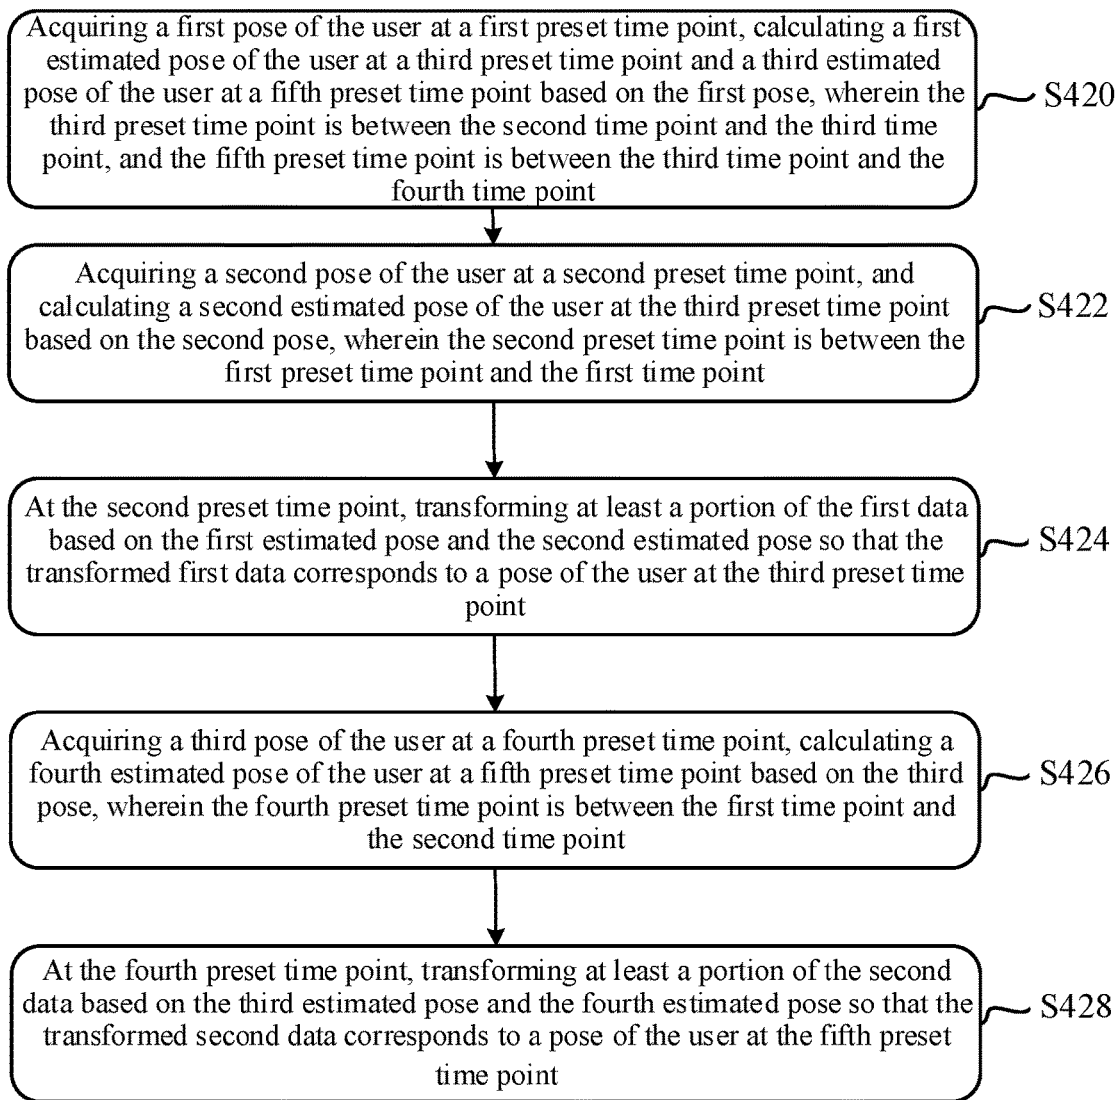 Acquiring a first pose of the user at a first preset time point, calculating a first
estimated pose of the user at a third preset time point and a third estimated
pose of the user at a fifth preset time point based on the first pose, wherein the
third preset time point is between the second time point and the third time
point, and the fifth preset time point is between the third time point and the
fourth time point
S420
Acquiring a second pose of the user at a second preset time point, and
calculating a second estimated pose of the user at the third preset time point
based on the second pose, wherein the second preset time point is between the
first preset time point and the first time point
S422
At the second preset time point, transforming at least a portion of the first data
based on the first estimated pose and the second estimated pose so that the
transformed first data corresponds to a pose of the user at the third preset time
point
S424
Acquiring a third pose of the user at a fourth preset time point, calculating a
fourth estimated pose of the user at a fifth preset time point based on the third
pose, wherein the fourth preset time point is between the first time point and
the second time point
S426
At the fourth preset time point, transforming at least a portion of the second
data based on the third estimated pose and the fourth estimated pose so that the
transformed second data corresponds to a pose of the user at the fifth preset
time point
S428